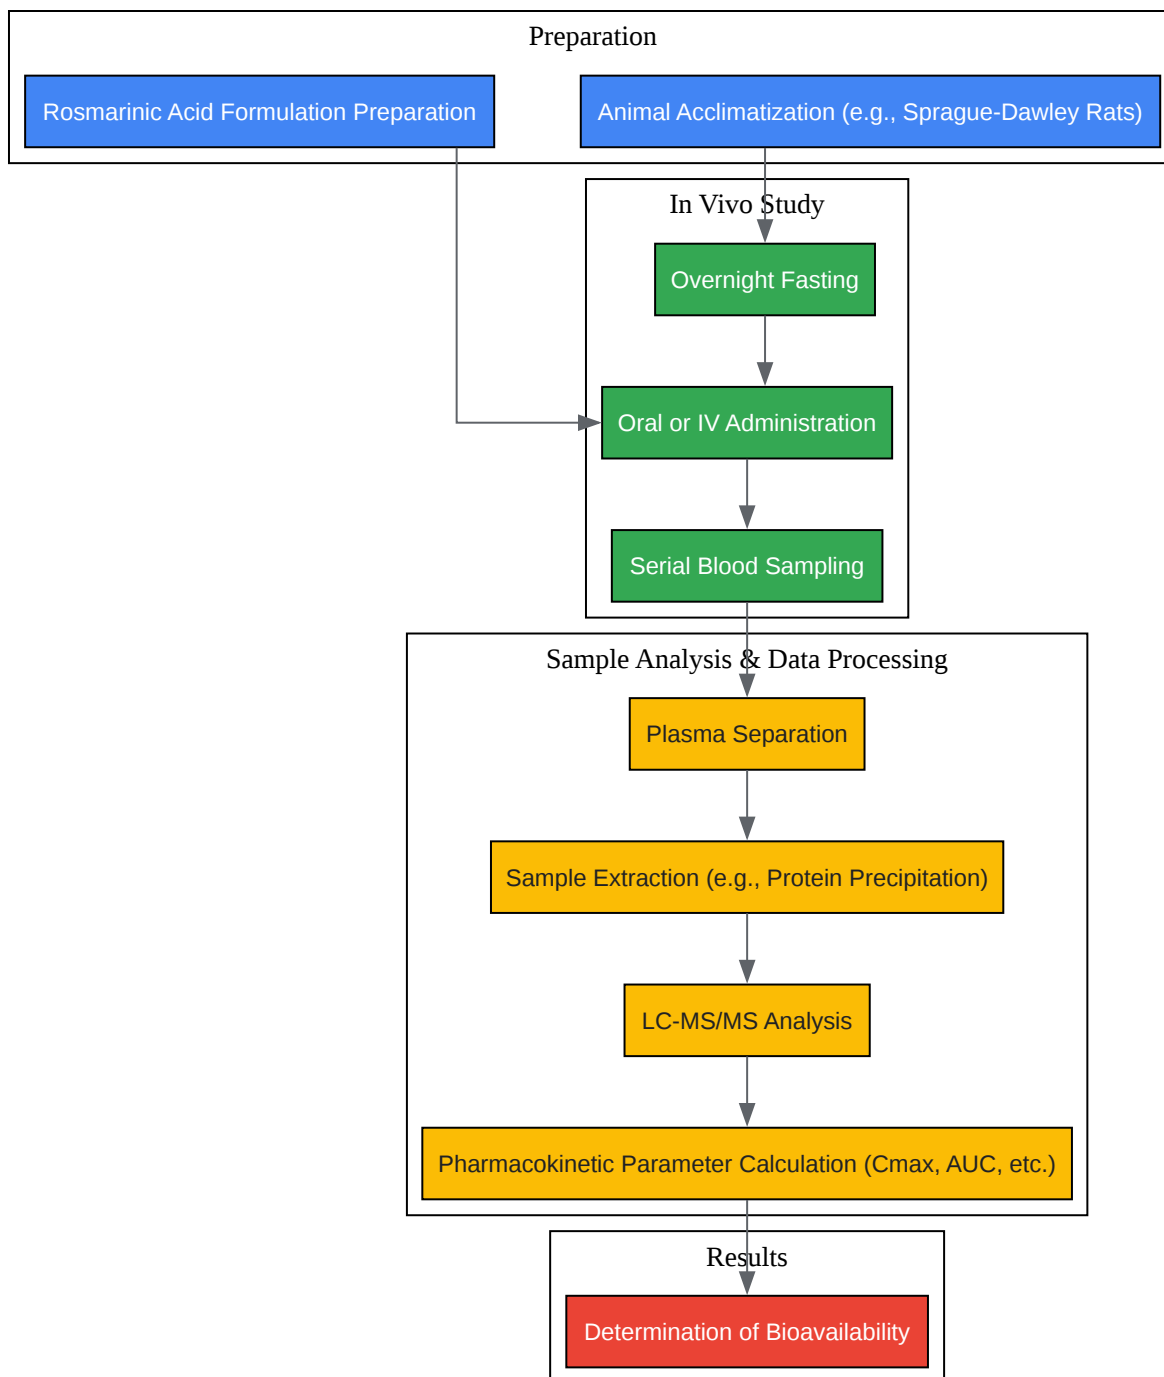 Preparation
Rosmarinic Acid Formulation Preparation
Animal Acclimatization (e.g., Sprague-Dawley Rats)
In Vivo Study
Overnight Fasting
Oral or IV Administration
Serial Blood Sampling
Sample Analysis & Data Processing
Plasma Separation
Sample Extraction (e.g., Protein Precipitation)
LC-MS/MS Analysis
Pharmacokinetic Parameter Calculation (Cmax, AUC, etc.)
Results
Determination of Bioavailability